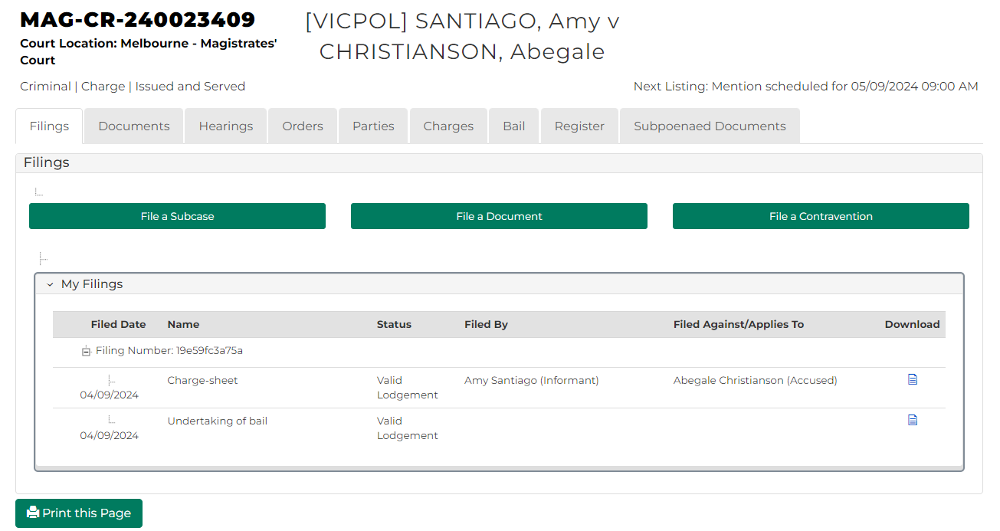 MAG-CR-240023409
[VICPOL] SANTIAGO, Amy v
CHRISTIANSON, Abegale
Court Location: Melbourne - Magistrates'
Court
Criminal | Charge | Issued and Served
Next Listing: Mention scheduled for 05/09/2024 09:00 AM
Filings Documents Hearings Orders Parties Charges Bail Register Subpoenaed Documents
Filings
File a Subcase File a Document File a Contravention
My Filings
Filed Date Name Status Filed By Filed Against/Applies To Download
Filing Number: 19e59fc3a75a
Charge-sheet Valid Amy Santiago (Informant) Abegale Christianson (Accused)
04/09/2024 Lodgement
Undertaking of bail Valid
04/09/2024 Lodgement
Print this Page